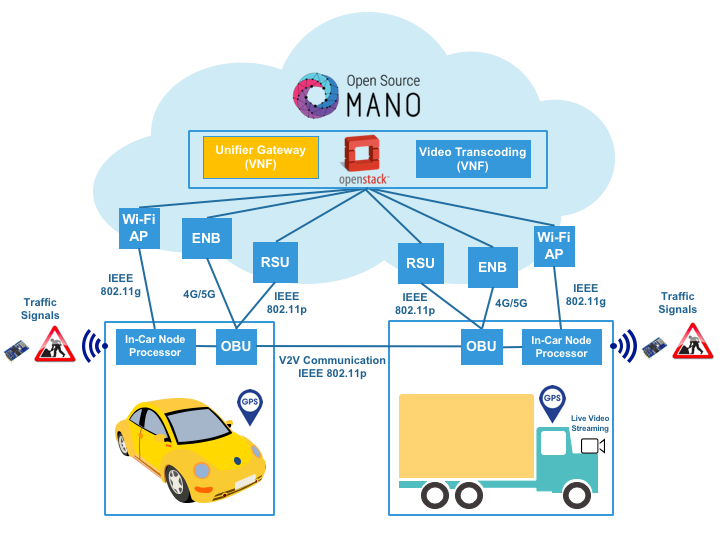 Open Source
MANO
Unifier Gateway
(VNF)
openstack
Video Transcoding
(VNF)
Wi-Fi
AP
ENB
RSU
RSU
ENB
Wi-Fi
AP
IEEE
802.11g
4G/5G
IEEE
802.11p
IEEE
802.11p
4G/5G
IEEE
802.11g
Traffic
Signals
Traffic
Signals
In-Car Node
Processor
OBU
V2V Communication
IEEE 802.11p
OBU
In-Car Node
Processor
GPS
GPS
Live Video
Streaming